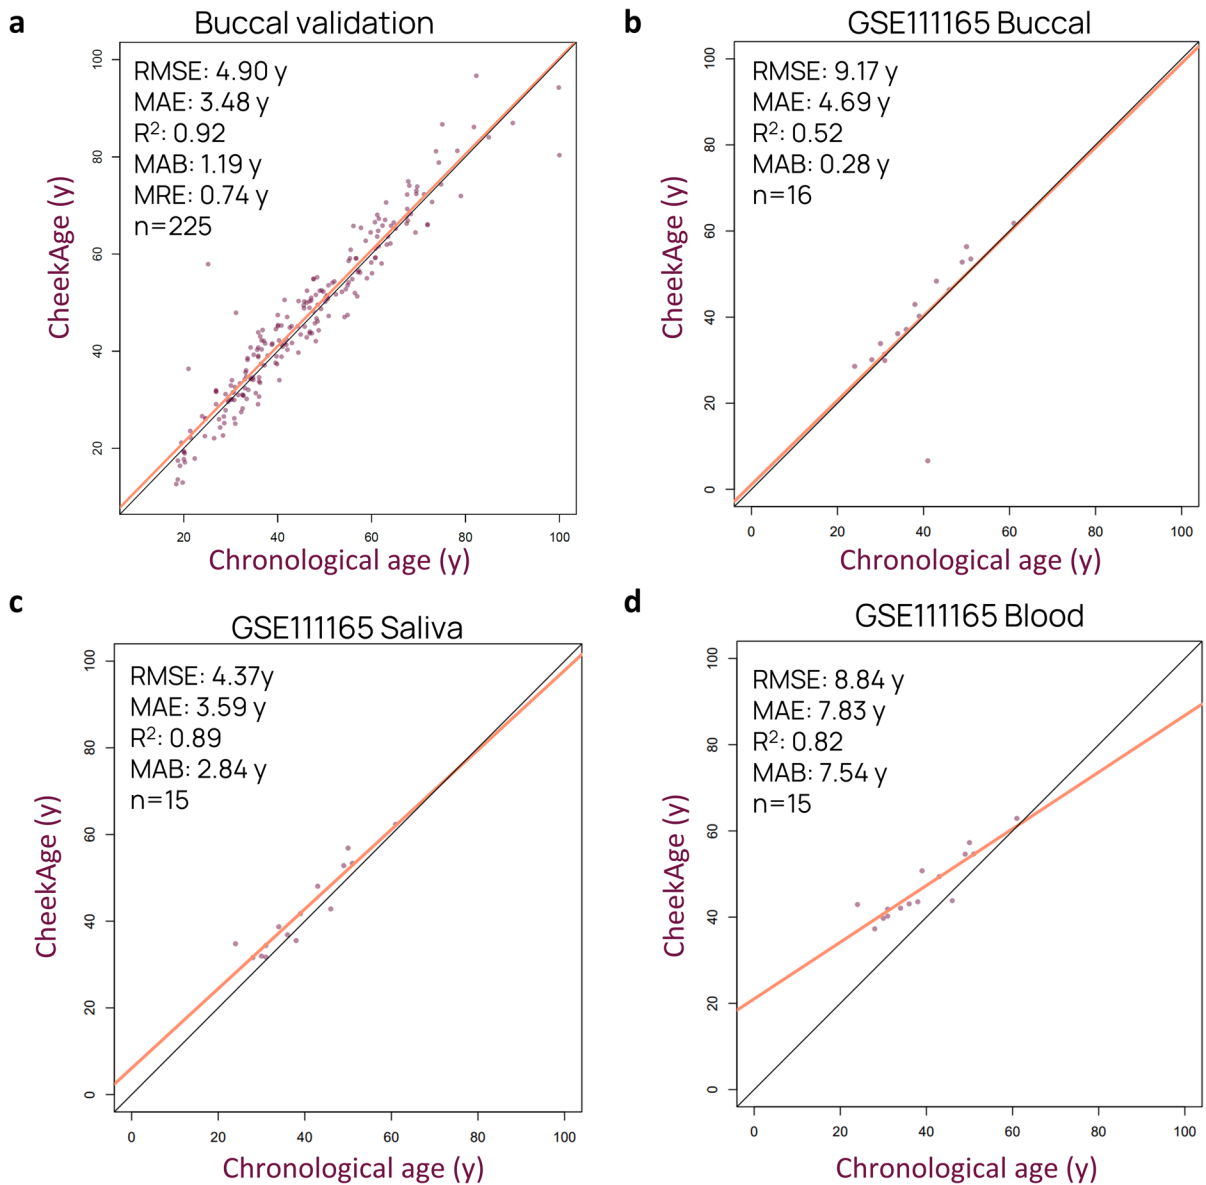 a
Buccal validation
RMSE: 4.90 y
MAE: 3.48 y
R²: 0.92
MAB: 1.19 y
MRE: 0.74 y
n=225
CheekAge (y)
100
80
60
40
20
20 40 60 80 100
Chronological age (y)
b
GSE111165 Buccal
RMSE: 9.17 y
MAE: 4.69 y
R²: 0.52
MAB: 0.28 y
n=16
CheekAge (y)
100
80
60
40
20
0
0 20 40 60 80 100
Chronological age (y)
c
GSE111165 Saliva
RMSE: 4.37y
MAE: 3.59 y
R²: 0.89
MAB: 2.84 y
n=15
CheekAge (y)
100
80
60
40
20
0
0 20 40 60 80 100
Chronological age (y)
d
GSE111165 Blood
RMSE: 8.84 y
MAE: 7.83 y
R²: 0.82
MAB: 7.54 y
n=15
CheekAge (y)
100
80
60
40
20
0
0 20 40 60 80 100
Chronological age (y)